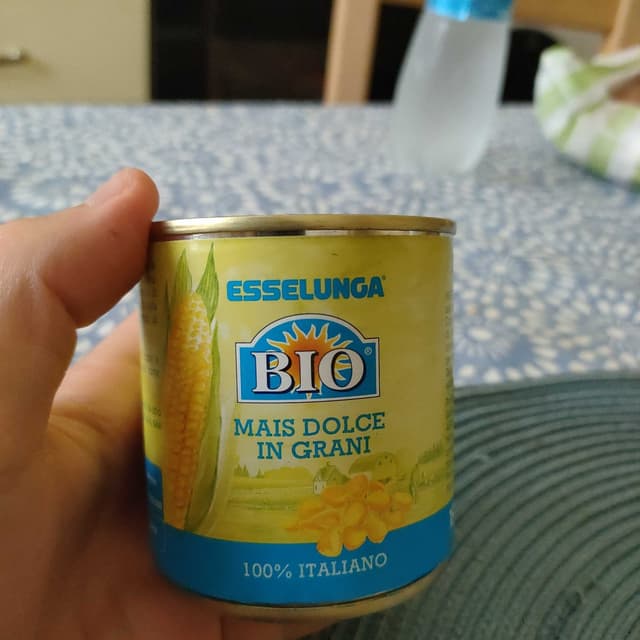 ESSELUNGA®
BIO®
MAIS DOLCE
IN GRANI
100% ITALIANO